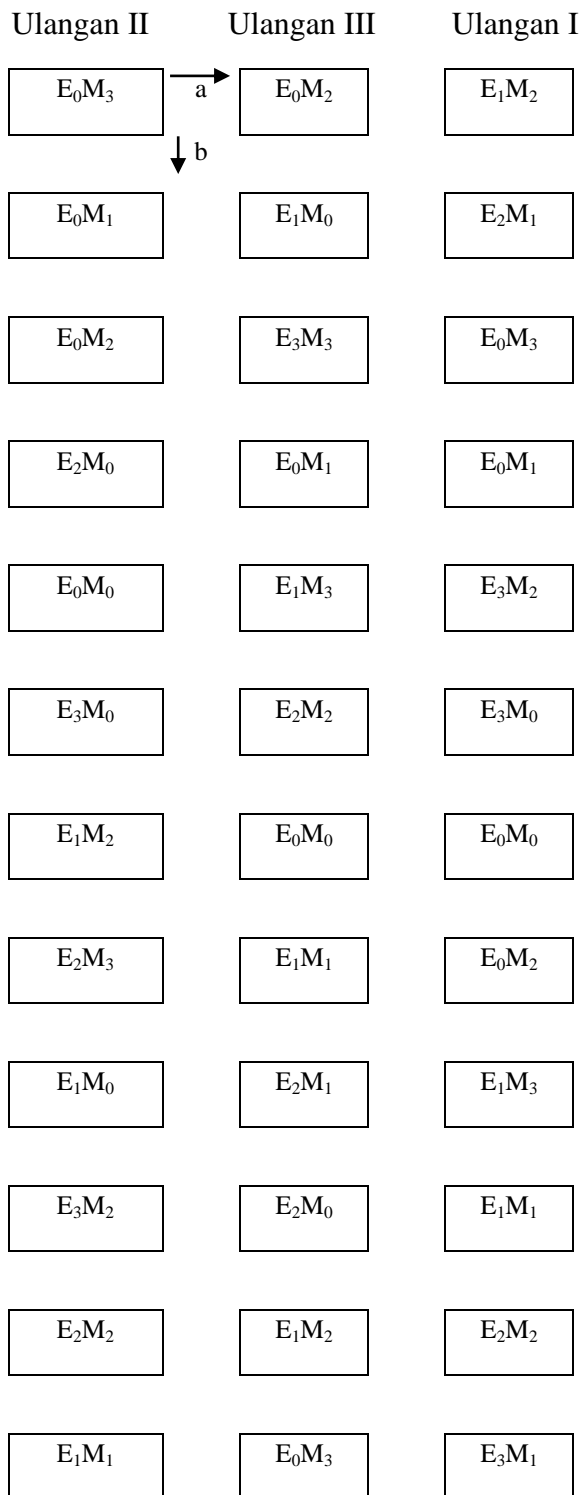 Ulangan II Ulangan III Ulangan I
E₀M₃ a E₀M₂ E₁M₂
b
E₀M₁ E₁M₀ E₂M₁
E₀M₂ E₃M₃ E₀M₃
E₂M₀ E₀M₁ E₀M₁
E₀M₀ E₁M₃ E₃M₂
E₃M₀ E₂M₂ E₃M₀
E₁M₂ E₀M₀ E₀M₀
E₂M₃ E₁M₁ E₀M₂
E₁M₀ E₂M₁ E₁M₃
E₃M₂ E₂M₀ E₁M₁
E₂M₂ E₁M₂ E₂M₂
E₁M₁ E₀M₃ E₃M₁